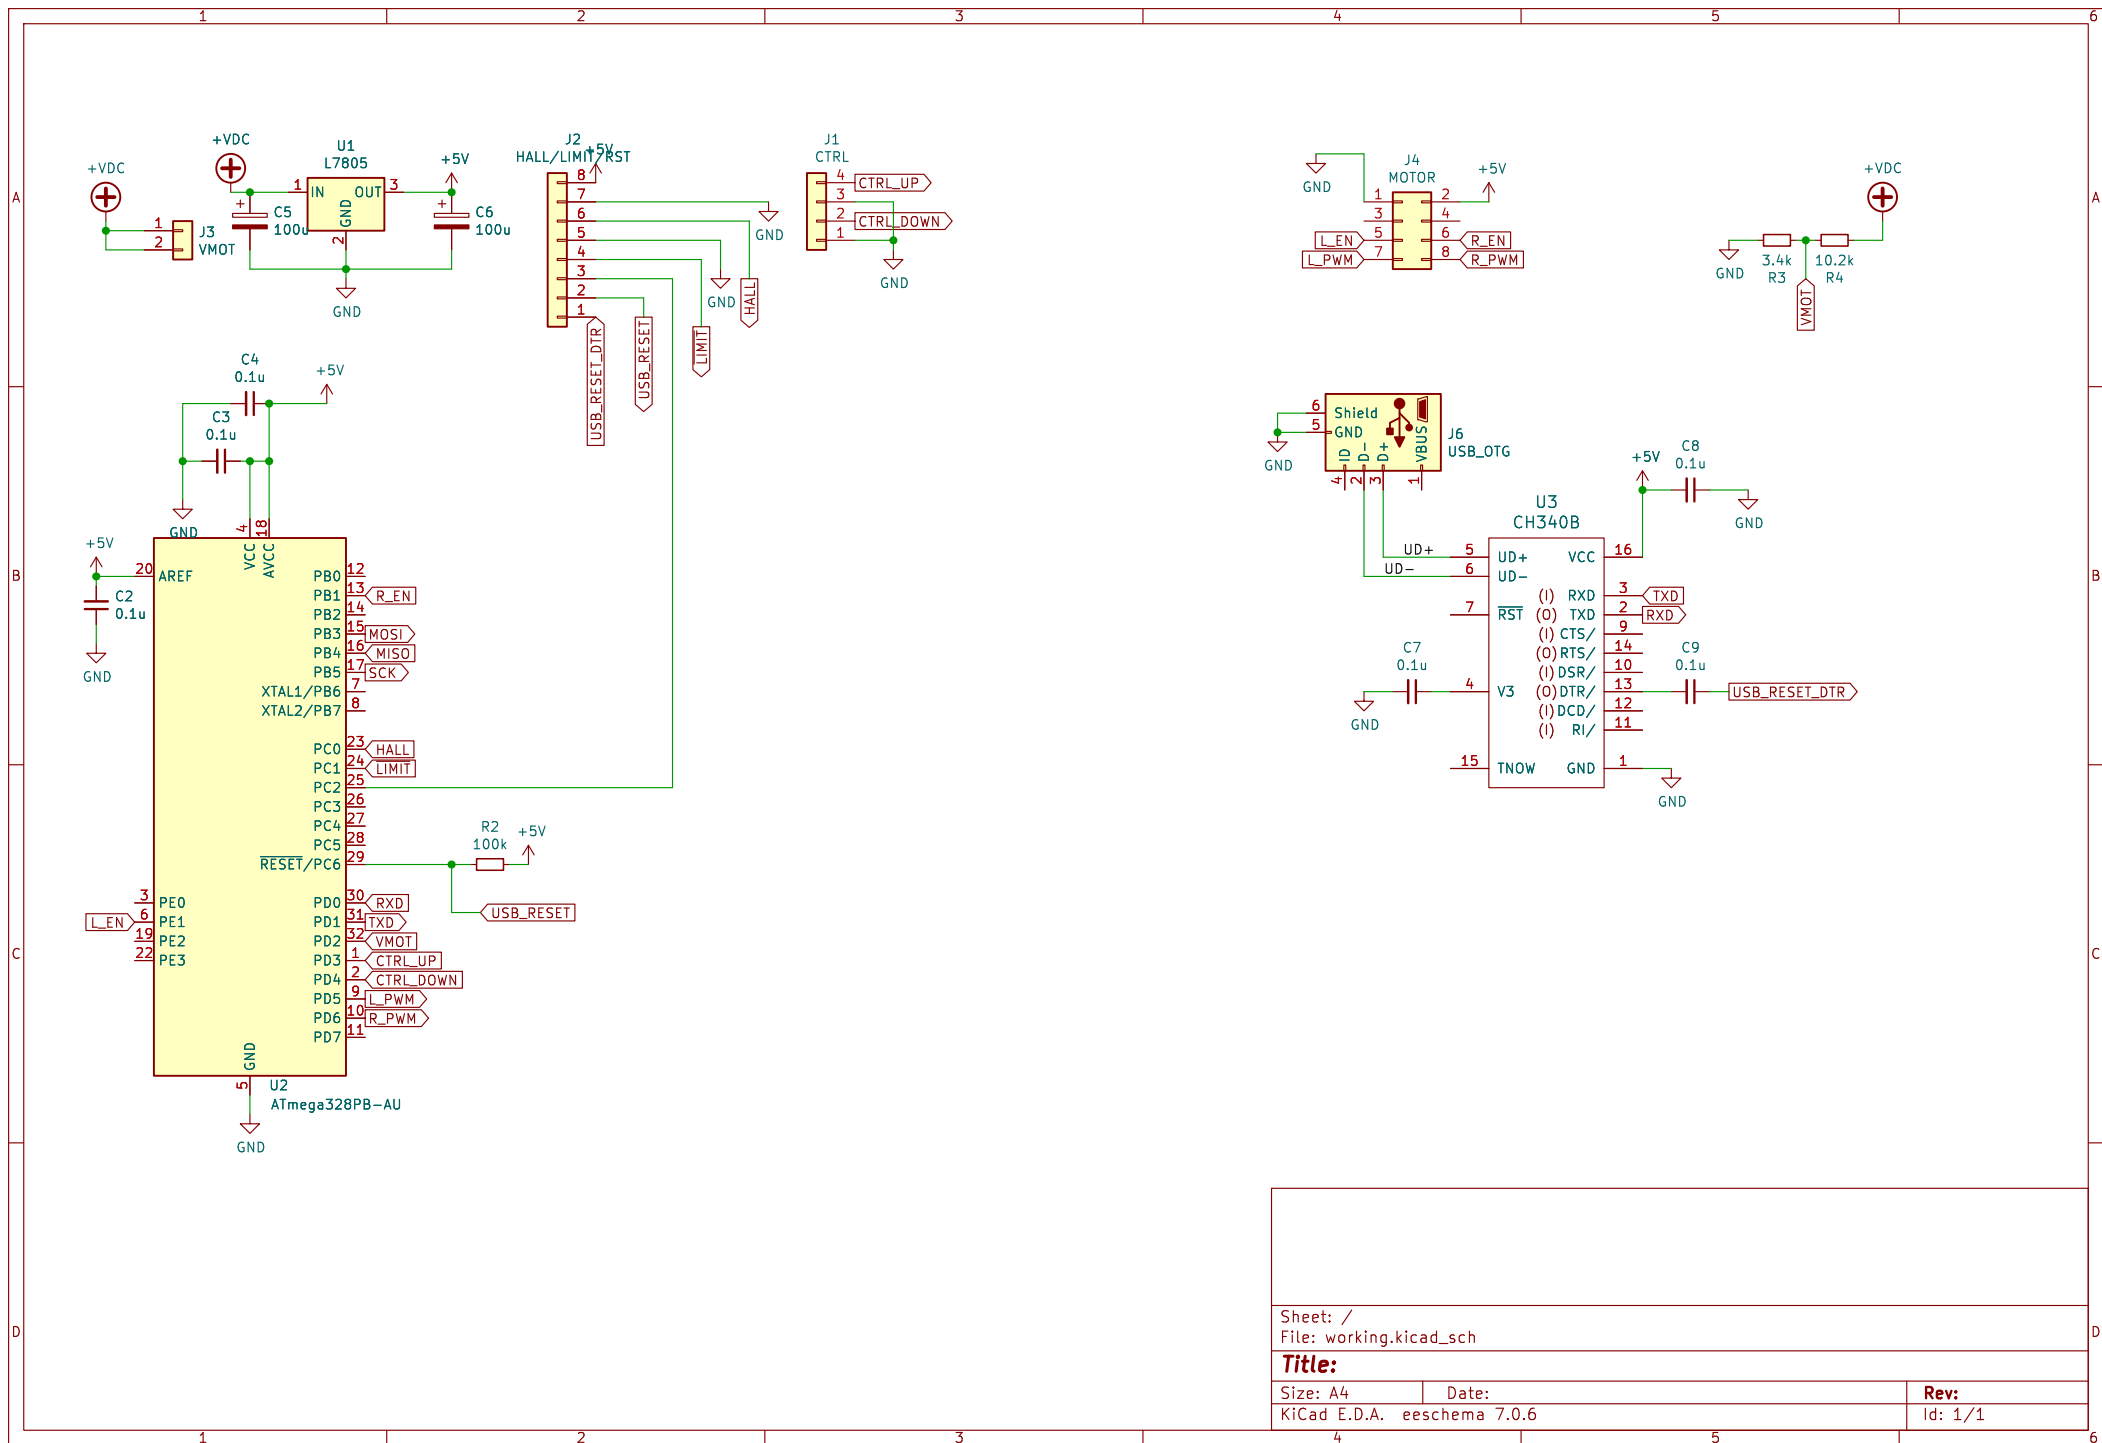 1 2 3 4 5 6
A
B
C
D
+VDC
J3
VMOT
1
2
+VDC
U1
L7805
1
IN
OUT
3
GND
2
+
C5
100u
+5V
+
C6
100u
GND
J2
HALL/LIMIT/RST
+5V
8
7
6
5
4
3
2
1
GND
GND
HALL
LIMIT
USB_RESET
USB_RESET_DTR
J1
CTRL
4
CTRL_UP
3
2
CTRL_DOWN
1
GND
J4
MOTOR
GND
+5V
1
2
3
4
L_EN
5
6
R_EN
L_PWM
7
8
R_PWM
+VDC
GND
3.4k
R3
10.2k
R4
VMOT
C4
0.1u
+5V
C3
0.1u
GND
+5V
C2
0.1u
GND
4
VCC
18
AVCC
20
AREF
PB0
12
PB1
13
R_EN
PB2
14
PB3
15
MOSI
PB4
16
MISO
PB5
17
SCK
XTAL1/PB6
7
XTAL2/PB7
8
PC0
23
HALL
PC1
24
LIMIT
PC2
25
PC3
26
PC4
27
PC5
28
RESET/PC6
29
R2
100k
+5V
USB_RESET
3
PE0
L_EN
6
PE1
19
PE2
22
PE3
PD0
30
RXD
PD1
31
TXD
PD2
32
VMOT
PD3
1
CTRL_UP
PD4
2
CTRL_DOWN
PD5
9
L_PWM
PD6
10
R_PWM
PD7
11
GND
5
U2
ATmega328PB-AU
GND
6
Shield
5
GND
ID
D-
D+
VBUS
4
2
3
1
J6
USB_OTG
GND
UD+
UD-
U3
CH340B
+5V
C8
0.1u
GND
5
UD+
VCC
16
6
UD-
(I) RXD
3
TXD
7
RST
(O) TXD
2
RXD
(I) CTS/
9
(O) RTS/
14
(I) DSR/
10
C7
0.1u
GND
4
V3
(O) DTR/
13
C9
0.1u
USB_RESET_DTR
(I) DCD/
12
(I) RI/
11
15
TNOW
GND
1
GND
Sheet: /
File: working.kicad_sch
Title:
Size: A4
Date:
Rev:
KiCad E.D.A. eeschema 7.0.6
Id: 1/1
A
B
C
D
1 2 3 4 5 6